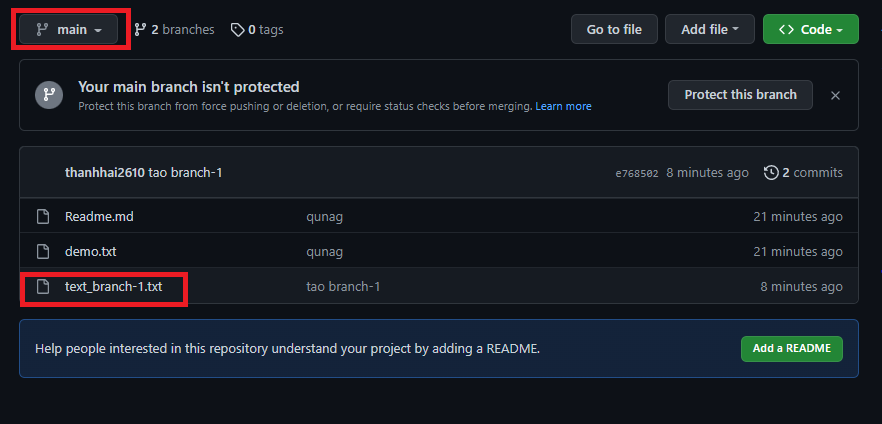 main 2 branches 0 tags Go to file Add file Code
Your main branch isn't protected
Protect this branch from force pushing or deletion, or require status checks before merging. Learn more
Protect this branch
thanhhai2610 tao branch-1 e768502 8 minutes ago 2 commits
Readme.md qunag 21 minutes ago
demo.txt qunag 21 minutes ago
text_branch-1.txt tao branch-1 8 minutes ago
Help people interested in this repository understand your project by adding a README. Add a README